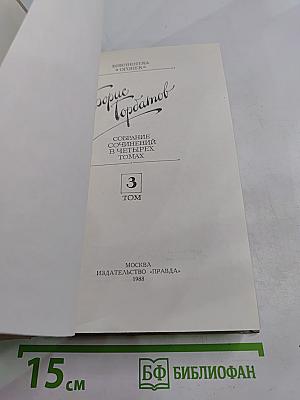 БИБЛИОТЕКА
«ОГОНЕК»
Борис
Горбатов
СОБРАНИЕ
СОЧИНЕНИЙ
В ЧЕТЫРЕХ
ТОМАХ
3
ТОМ
МОСКВА
ИЗДАТЕЛЬСТВО «ПРАВДА»
1988
15 см
БФ БИБЛИОФАН